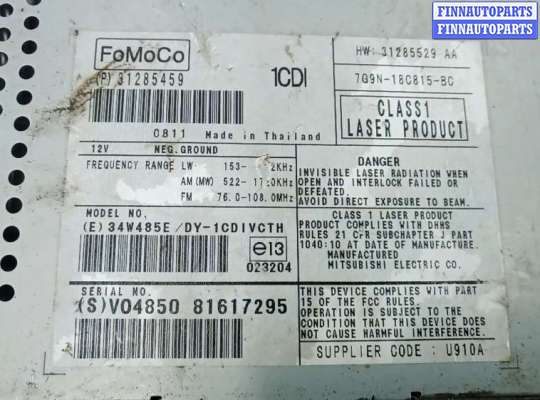 FINNAUTOPARTS
FINNAUTOPARTS
FoMoCo
(P) 31285459
1CDI
HW: 31285529 AA
7G9N-18C815-BC
CLASS1
LASER PRODUCT
0811 Made in Thailand
12V NEG.GROUND
FREQUENCY RANGE LW 153-
AM(MW) 522-
FM 76.0-108.0MHz
DANGER
INVISIBLE LASER RADIATION WHEN
OPEN AND INTERLOCK FAILED OR
DEFEATED.
AVOID DIRECT EXPOSURE TO BEAM.
MODEL NO.
(E) 34W485E/DY-1CDIVCTH
e13
023204
CLASS 1 LASER PRODUCT
PRODUCT COMPLIES WITH DHHS
RULES 21 CFR SUBCHAPTER J PART
1040:10 AT DATE OF MANUFACTURE.
MANUFACTURED
MITSUBISHI ELECTRIC CO.
SERIAL NO.
(S)V04850 81617295
THIS DEVICE COMPLIES WITH PART
15 OF THE FCC RULES.
OPERATION IS SUBJECT TO THE
CONDITION THAT THIS DEVICE DOES
NOT CAUSE HARMFUL INTERFERENCE.
SUPPLIER CODE : U910A